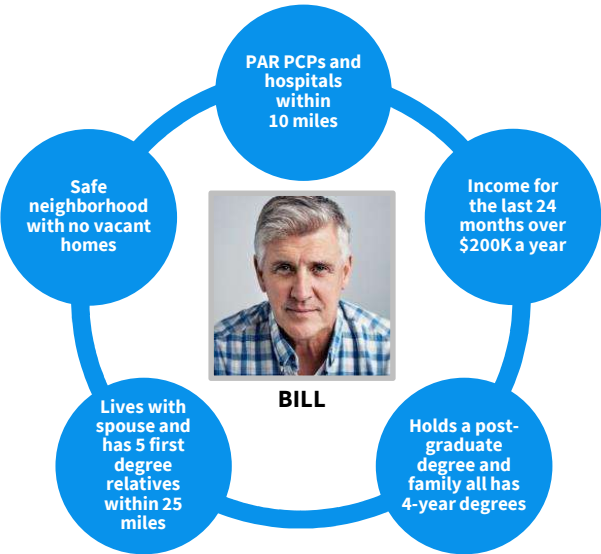 PAR PCPs and
hospitals
within
10 miles
Safe
neighborhood
with no vacant
homes
Income for
the last 24
months over
$200K a year
BILL
Lives with
spouse and
has 5 first
degree
relatives
within 25
miles
Holds a post-
graduate
degree and
family all has
4-year degrees